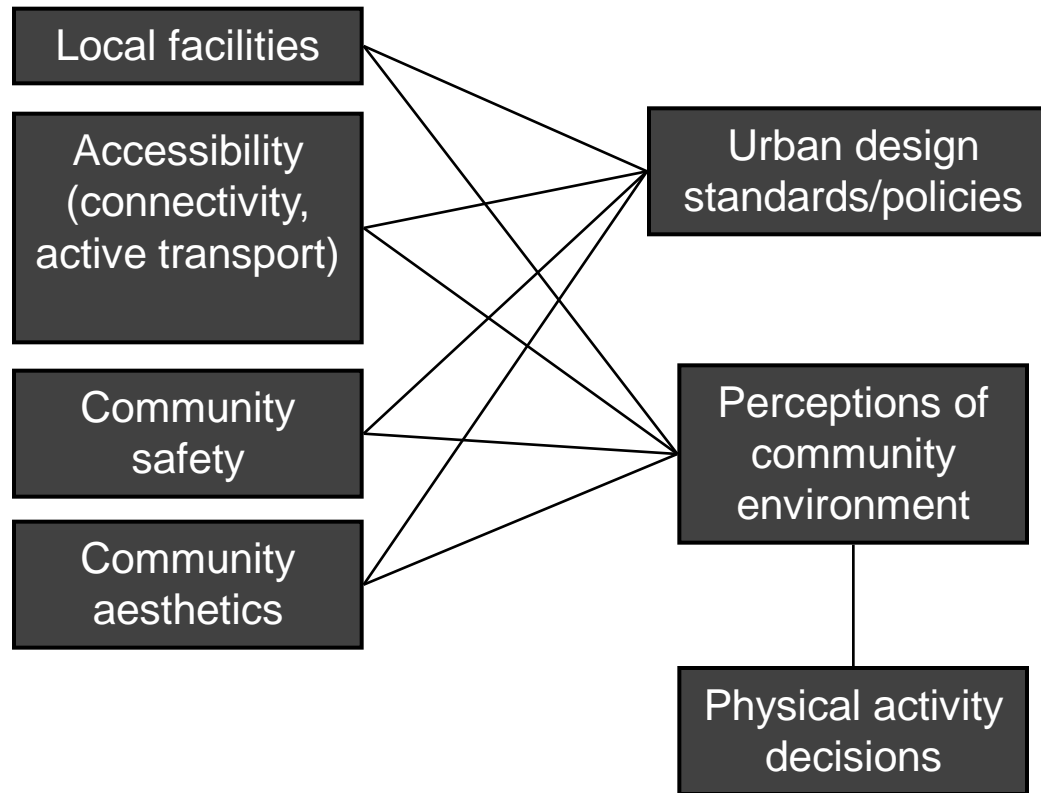 Local facilities
Accessibility
(connectivity,
active transport)
Community
safety
Community
aesthetics
Urban design
standards/policies
Perceptions of
community
environment
Physical activity
decisions